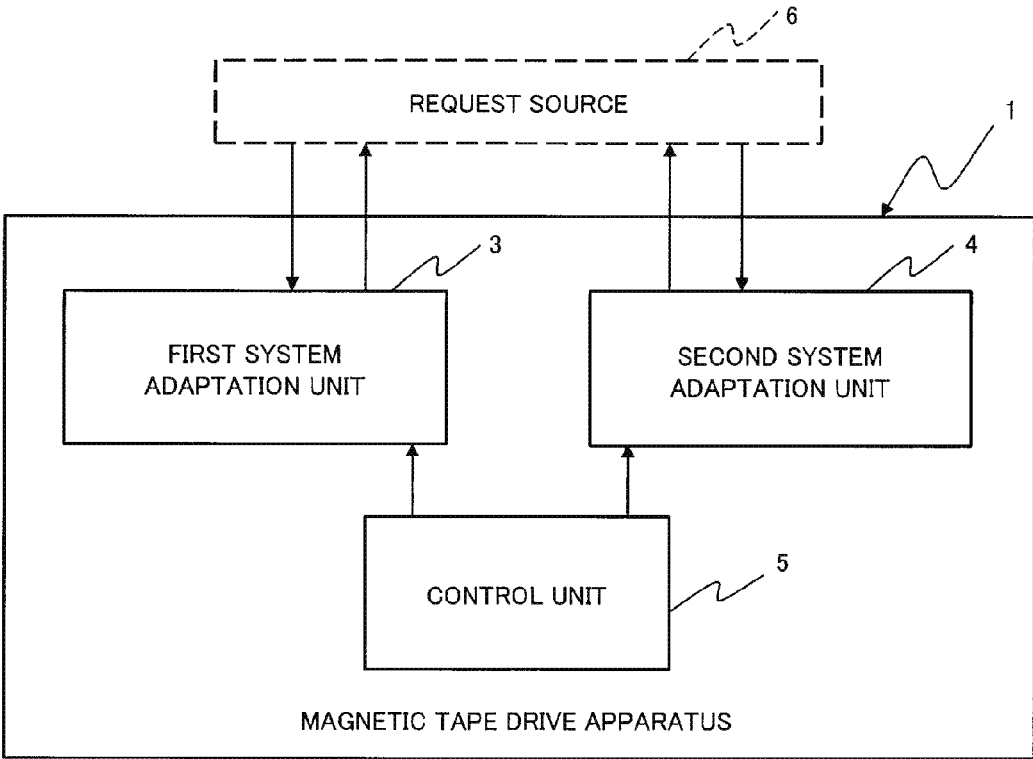 6
REQUEST SOURCE
1
3
4
FIRST SYSTEM
ADAPTATION UNIT
SECOND SYSTEM
ADAPTATION UNIT
5
CONTROL UNIT
MAGNETIC TAPE DRIVE APPARATUS